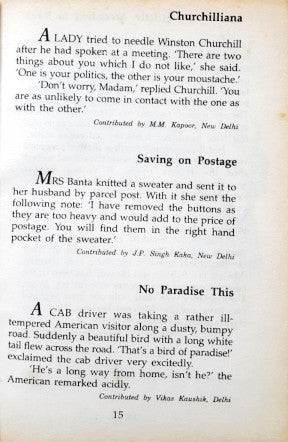 Churchilliana
A LADY tried to needle Winston Churchill
after he had spoken at a meeting. 'There are two
things about you which I do not like,' she said.
'One is your politics, the other is your moustache.'
'Don't worry, Madam,' replied Churchill. 'You
are as unlikely to come in contact with the one as
with the other.'
Contributed by M.M. Kapoor, New Delhi
Saving on Postage
MRS Banta knitted a sweater and sent it to
her husband by parcel post. With it she sent the
following note: 'I have removed the buttons as
they are too heavy and would add to the price of
postage. You will find them in the right hand
pocket of the sweater.'
Contributed by J.P. Singh Kaka, New Delhi
No Paradise This
A CAB driver was taking a rather ill-
tempered American visitor along a dusty, bumpy
road. Suddenly a beautiful bird with a long white
tail flew across the road. 'That's a bird of paradise!'
exclaimed the cab driver very excitedly.
'He's a long way from home, isn't he?' the
American remarked acidly.
Contributed by Vikas Kaushik, Delhi
15